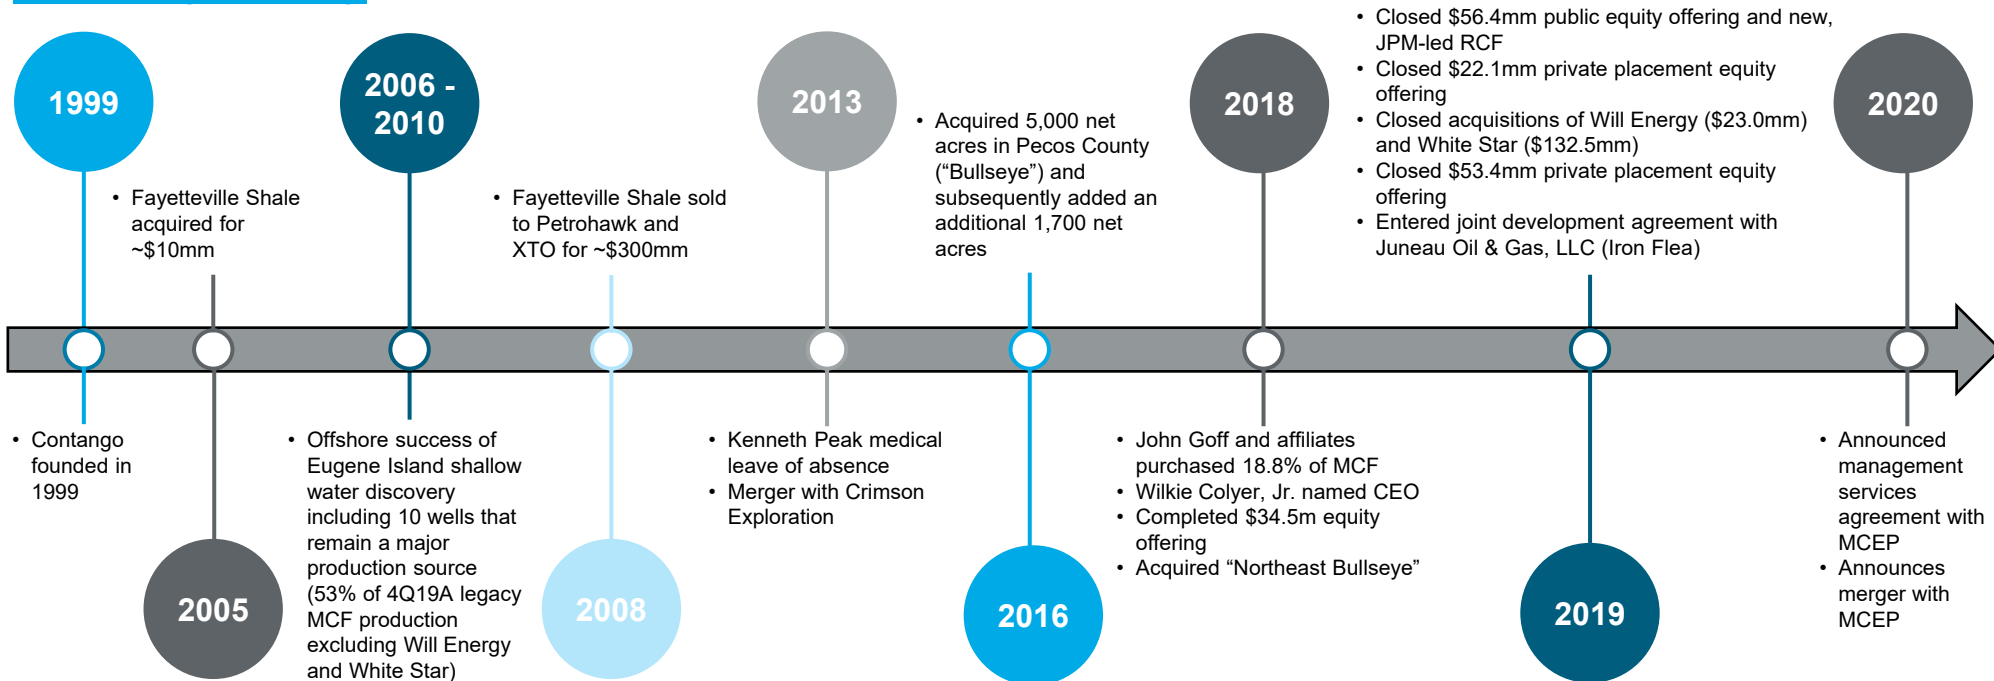 1999
• Contango
founded in
1999
• Fayetteville Shale
acquired for
~$10mm
2005
2006 -
2010
• Offshore success of
Eugene Island shallow
water discovery
including 10 wells that
remain a major
production source
(53% of 4Q19A legacy
MCF production
excluding Will Energy
and White Star)
• Fayetteville Shale sold
to Petrohawk and
XTO for ~$300mm
2008
2013
• Kenneth Peak medical
leave of absence
• Merger with Crimson
Exploration
• Acquired 5,000 net
acres in Pecos County
(“Bullseye”) and
subsequently added an
additional 1,700 net
acres
2016
2018
• John Goff and affiliates
purchased 18.8% of MCF
• Wilkie Colyer, Jr. named CEO
• Completed $34.5m equity
offering
• Acquired “Northeast Bullseye”
• Closed $56.4mm public equity offering and new,
JPM-led RCF
• Closed $22.1mm private placement equity
offering
• Closed acquisitions of Will Energy ($23.0mm)
and White Star ($132.5mm)
• Closed $53.4mm private placement equity
offering
• Entered joint development agreement with
Juneau Oil & Gas, LLC (Iron Flea)
2019
2020
• Announced
management
services
agreement with
MCEP
• Announces
merger with
MCEP